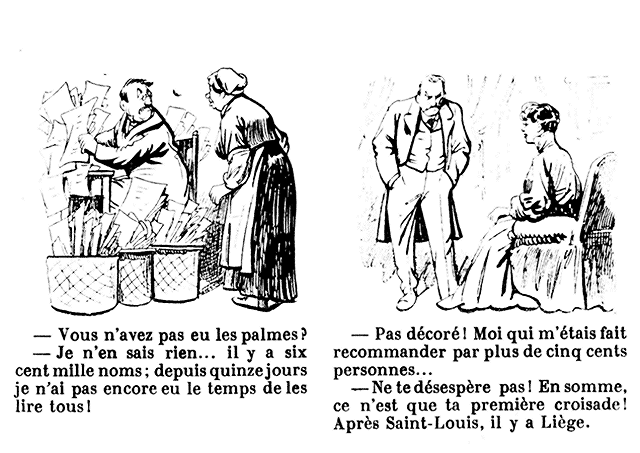 — Vous n'avez pas eu les palmes?
— Je n'en sais rien... il y a six
cent mille noms; depuis quinze jours
je n'ai pas encore eu le temps de les
lire tous!
— Pas décoré! Moi qui m'étais fait
recommander par plus de cinq cents
personnes...
— Ne te désespère pas! En somme,
ce n'est que ta première croisade!
Après Saint-Louis, il y a Liège.